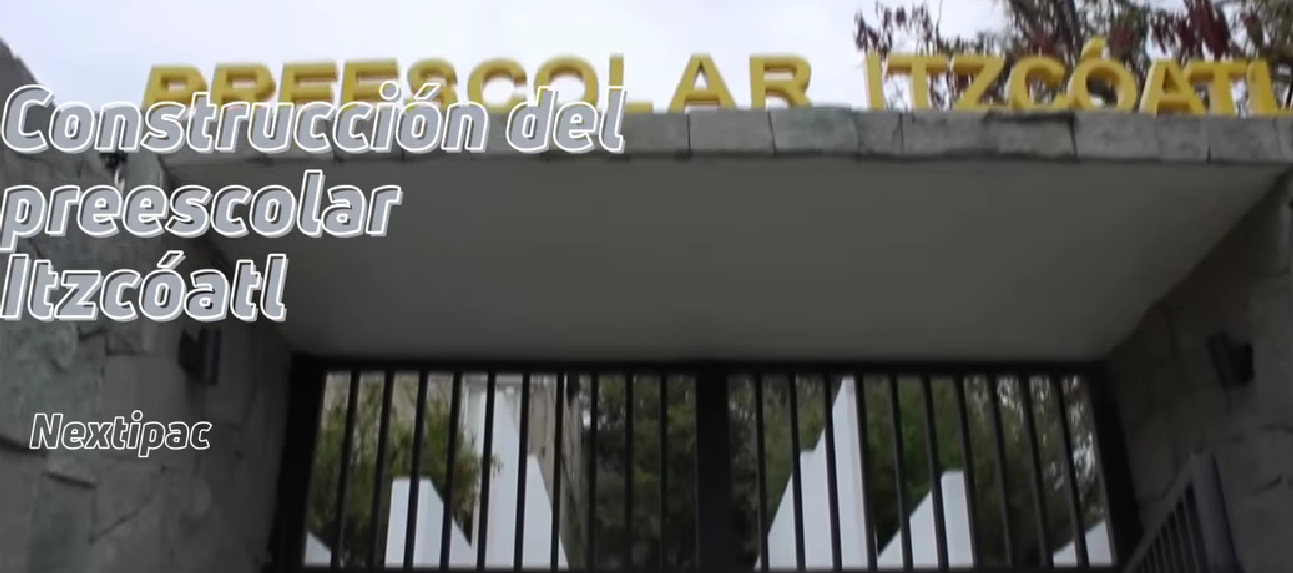 PREESCOLAR ITZCÓATL
Construcción del
preescolar
Itzcóatl
Nextipac